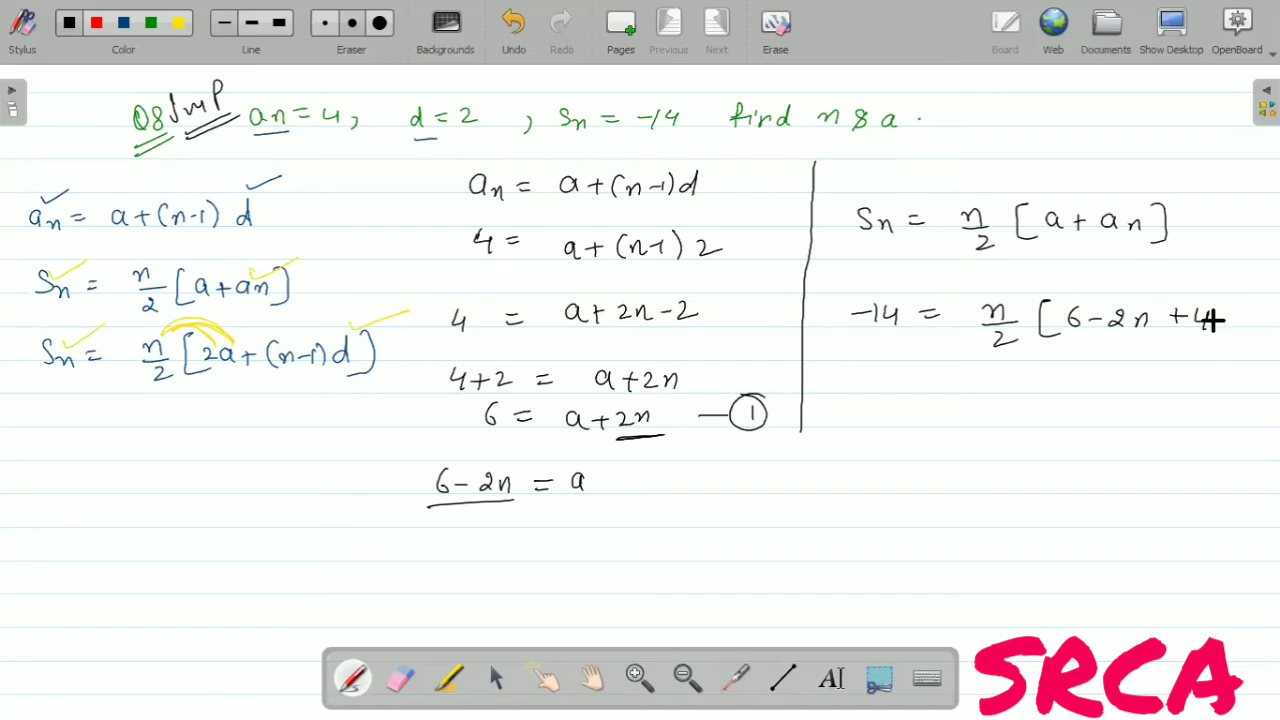 Stylus
Color
Line
Eraser
Backgrounds
Undo
Redo
Pages
Previous
Next
Erase
Board
Web
Documents
Show Desktop
OpenBoard
Q8 Imp an = 4, d = 2, Sn = -14 find n & a.
an = a + (n-1) d
Sn = n/2 [a + an]
Sn = n/2 [2a + (n-1) d]
an = a + (n-1) d
4 = a + (n-1) 2
4 = a + 2n - 2
4 + 2 = a + 2n
6 = a + 2n — 1
6 - 2n = a
Sn = n/2 [a + an]
-14 = n/2 [6 - 2n + 4
AI
SRCA